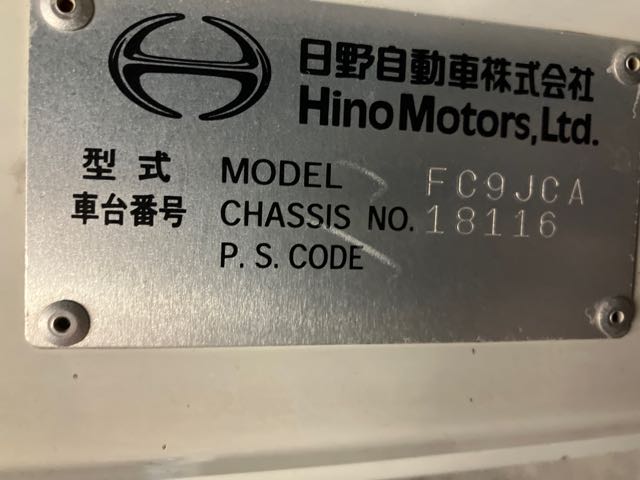 日野自動車株式会社
Hino Motors, Ltd.
型式 MODEL FC9JCA
車台番号 CHASSIS NO. 18116
P. S. CODE